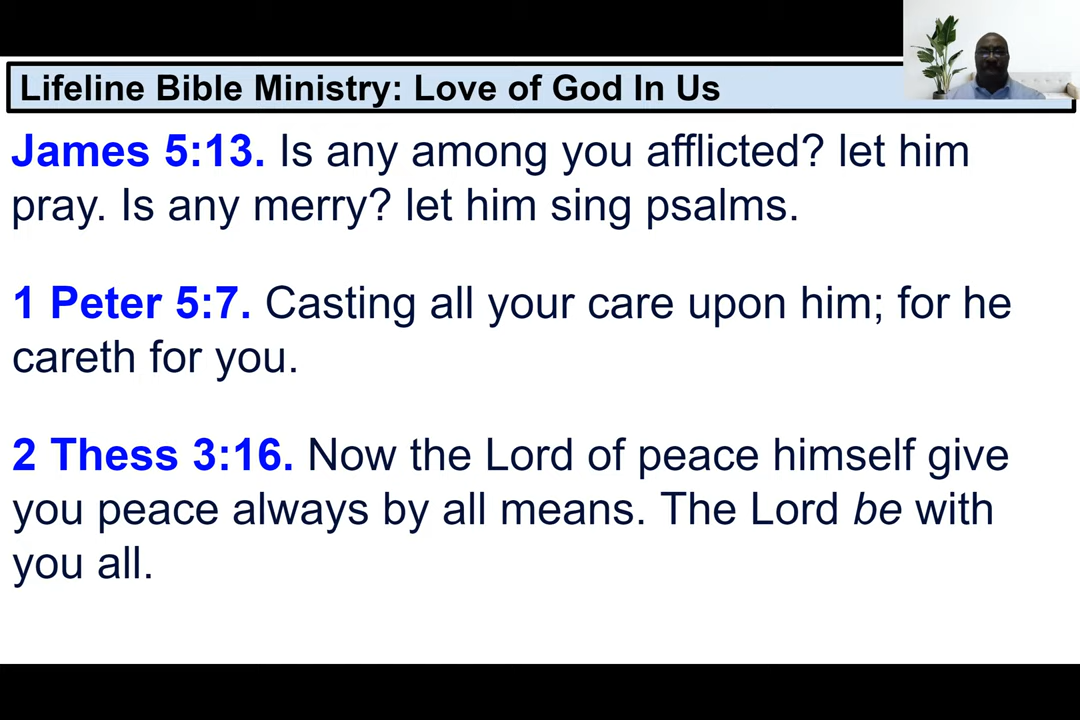 Lifeline Bible Ministry: Love of God In Us
James 5:13. Is any among you afflicted? let him
pray. Is any merry? let him sing psalms.
1 Peter 5:7. Casting all your care upon him; for he
careth for you.
2 Thess 3:16. Now the Lord of peace himself give
you peace always by all means. The Lord be with
you all.